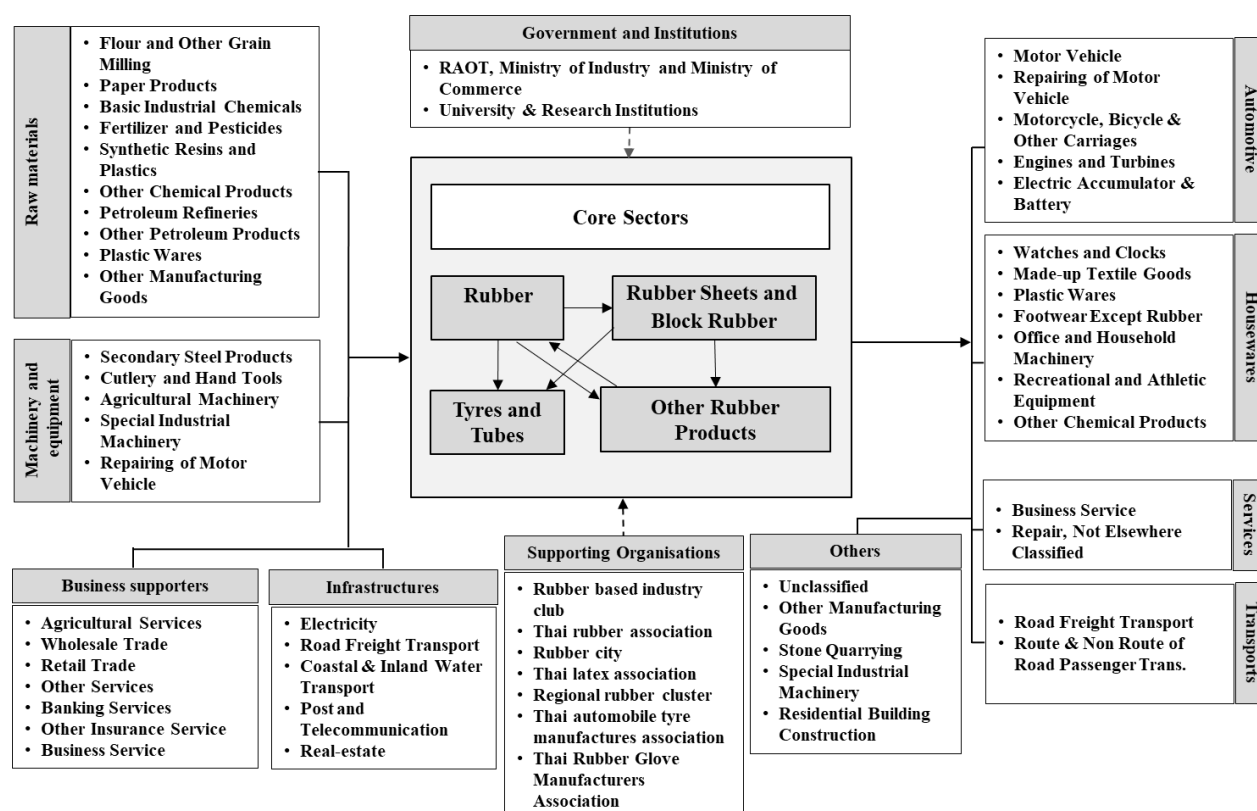 Raw materials
• Flour and Other Grain
Milling
• Paper Products
• Basic Industrial Chemicals
• Fertilizer and Pesticides
• Synthetic Resins and
Plastics
• Other Chemical Products
• Petroleum Refineries
• Other Petroleum Products
• Plastic Wares
• Other Manufacturing
Goods
Machinery and
equipment
• Secondary Steel Products
• Cutlery and Hand Tools
• Agricultural Machinery
• Special Industrial
Machinery
• Repairing of Motor
Vehicle
Business supporters
• Agricultural Services
• Wholesale Trade
• Retail Trade
• Other Services
• Banking Services
• Other Insurance Service
• Business Service
Infrastructures
• Electricity
• Road Freight Transport
• Coastal & Inland Water
Transport
• Post and
Telecommunication
• Real-estate
Government and Institutions
• RAOT, Ministry of Industry and Ministry of
Commerce
• University & Research Institutions
Core Sectors
Rubber
Rubber Sheets and
Block Rubber
Tyres and
Tubes
Other Rubber
Products
Supporting Organisations
• Rubber based industry
club
• Thai rubber association
• Rubber city
• Thai latex association
• Regional rubber cluster
• Thai automobile tyre
manufactures association
• Thai Rubber Glove
Manufacturers
Association
Others
• Unclassified
• Other Manufacturing
Goods
• Stone Quarrying
• Special Industrial
Machinery
• Residential Building
Construction
• Motor Vehicle
• Repairing of Motor
Vehicle
• Motorcycle, Bicycle &
Other Carriages
• Engines and Turbines
• Electric Accumulator &
Battery
Automotive
• Watches and Clocks
• Made-up Textile Goods
• Plastic Wares
• Footwear Except Rubber
• Office and Household
Machinery
• Recreational and Athletic
Equipment
• Other Chemical Products
Housewares
• Business Service
• Repair, Not Elsewhere
Classified
Services
• Road Freight Transport
• Route & Non Route of
Road Passenger Trans.
Transports